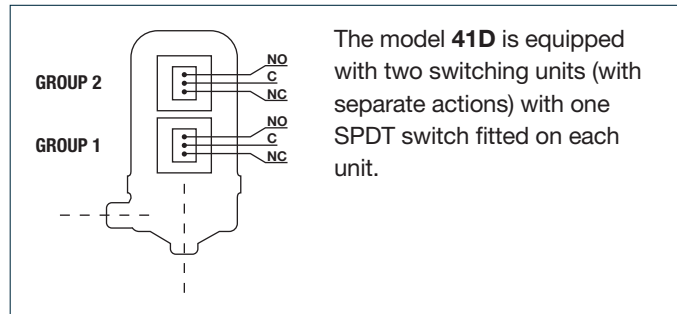 GROUP 2
NO
C
NC
GROUP 1
NO
C
NC
The model 41D is equipped
with two switching units (with
separate actions) with one
SPDT switch fitted on each
unit.